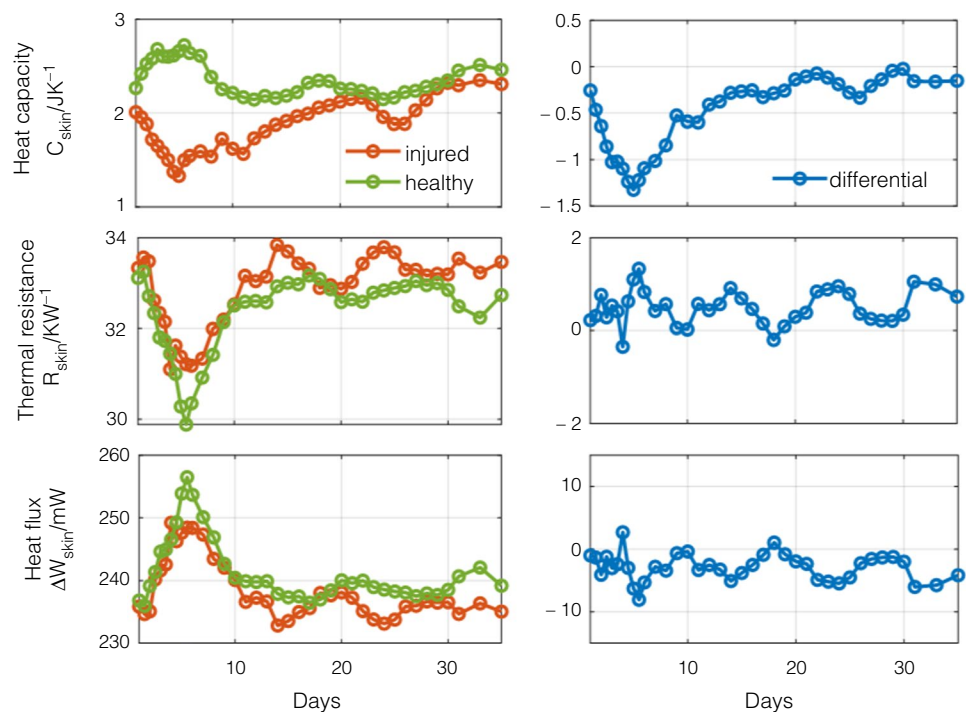 Heat capacity
C_skin/JK⁻¹
3
2
1
injured
healthy
0.5
0
−0.5
−1
−1.5
differential
Thermal resistance
R_skin/KW⁻¹
34
32
30
2
0
−2
Heat flux
ΔW_skin/mW
260
250
240
230
10
20
30
Days
10
0
−10
10
20
30
Days